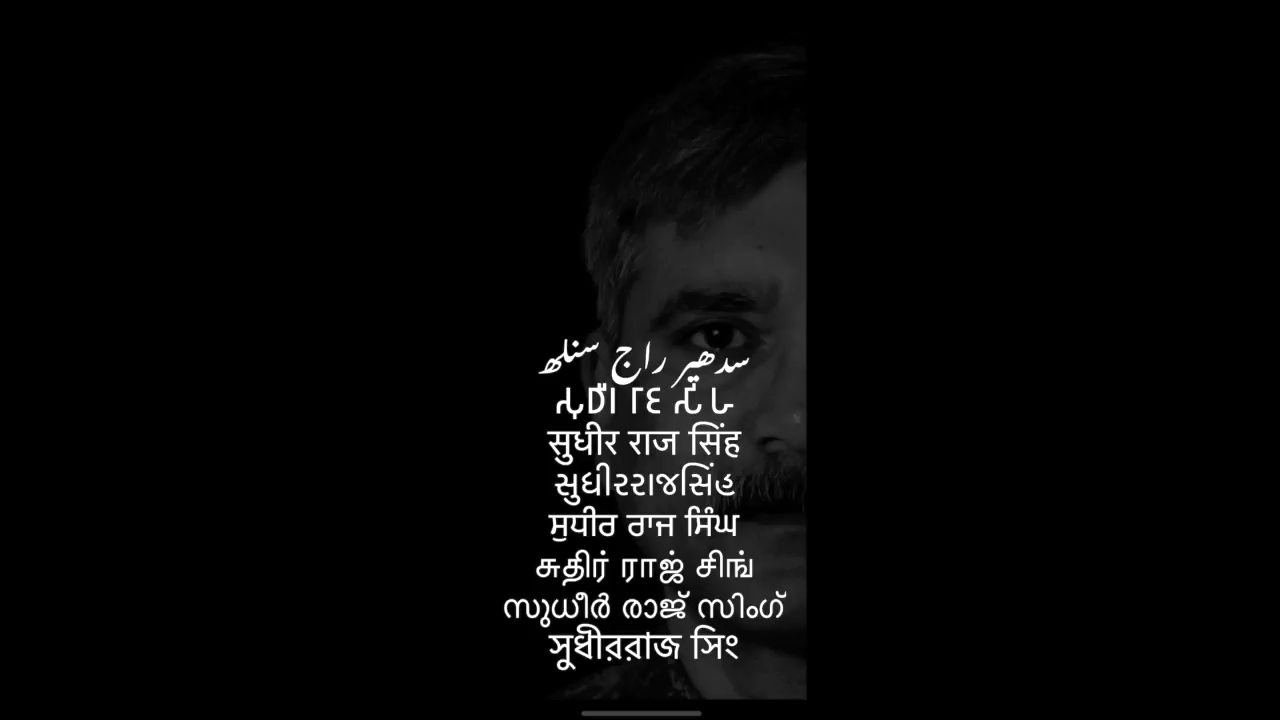 سدھیر راج سنلھ
सुधीर राज सिंह
સુધીરરાજસિંહ
ਸੁਧੀਰ ਰਾਜ ਸਿੰਘ
சுதிர் ராஜ் சிங்
സുധീർ രാജ് സിംഗ്
সুধীররাজ সিং